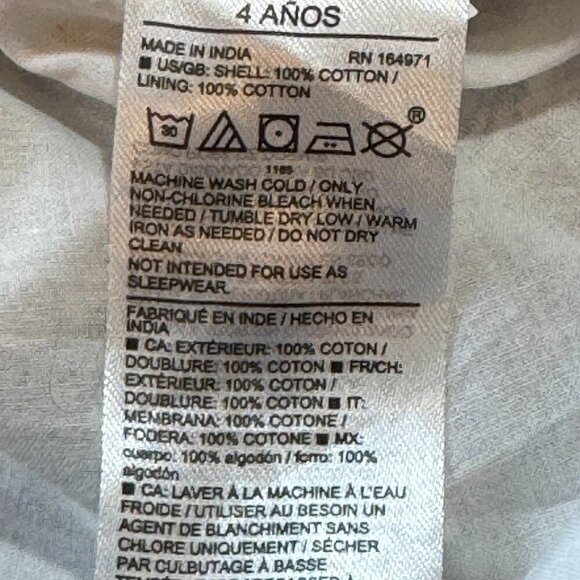 4 AÑOS
MADE IN INDIA RN 164971
■ US/GB: SHELL: 100% COTTON /
LINING: 100% COTTON
30
®
1165
MACHINE WASH COLD / ONLY
NON-CHLORINE BLEACH WHEN
NEEDED / TUMBLE DRY LOW / WARM
IRON AS NEEDED / DO NOT DRY
CLEAN
NOT INTENDED FOR USE AS
SLEEPWEAR.
FABRIQUÉ EN INDE / HECHO EN
INDIA
■ CA: EXTÉRIEUR: 100% COTON /
DOUBLURE: 100% COTON ■ FR/CH:
EXTÉRIEUR: 100% COTON /
DOUBLURE: 100% COTON ■ IT:
MEMBRANA: 100% COTONE /
FODERA: 100% COTONE ■ MX:
cuerpo: 100% algodón / forro: 100%
algodón
■ CA: LAVER À LA MACHINE À L'EAU
FROIDE / UTILISER AU BESOIN UN
AGENT DE BLANCHIMENT SANS
CHLORE UNIQUEMENT / SÉCHER
PAR CULBUTAGE À BASSE